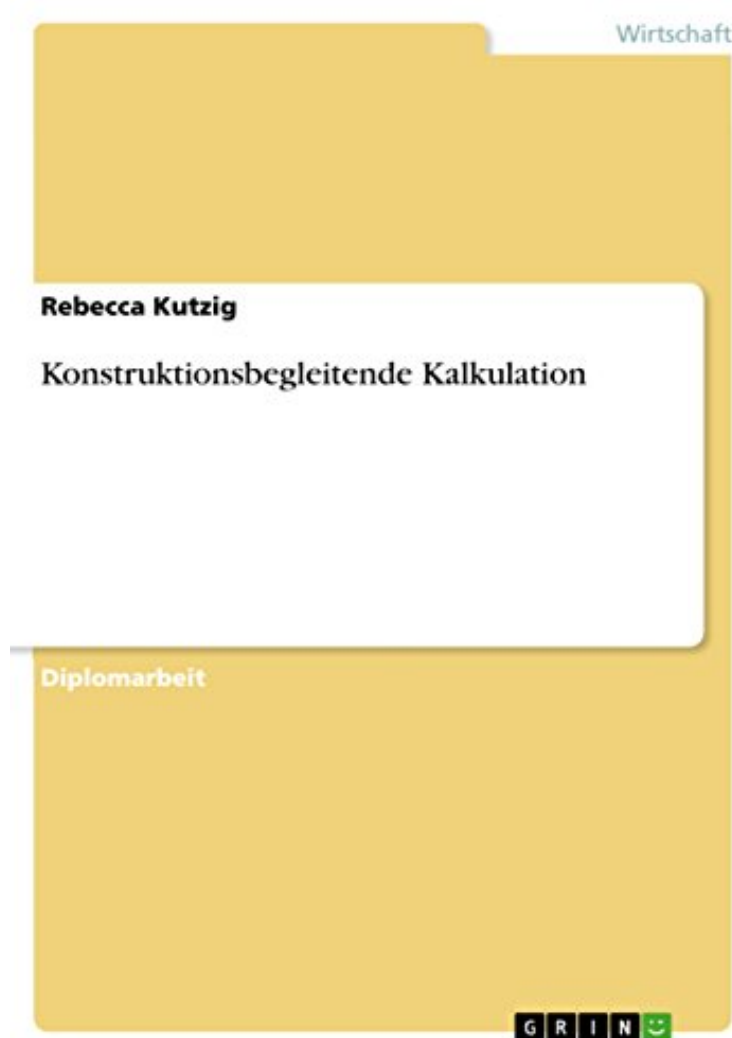 Wirtschaft
Rebecca Kutzig
Konstruktionsbegleitende Kalkulation
Diplomarbeit
GRIN